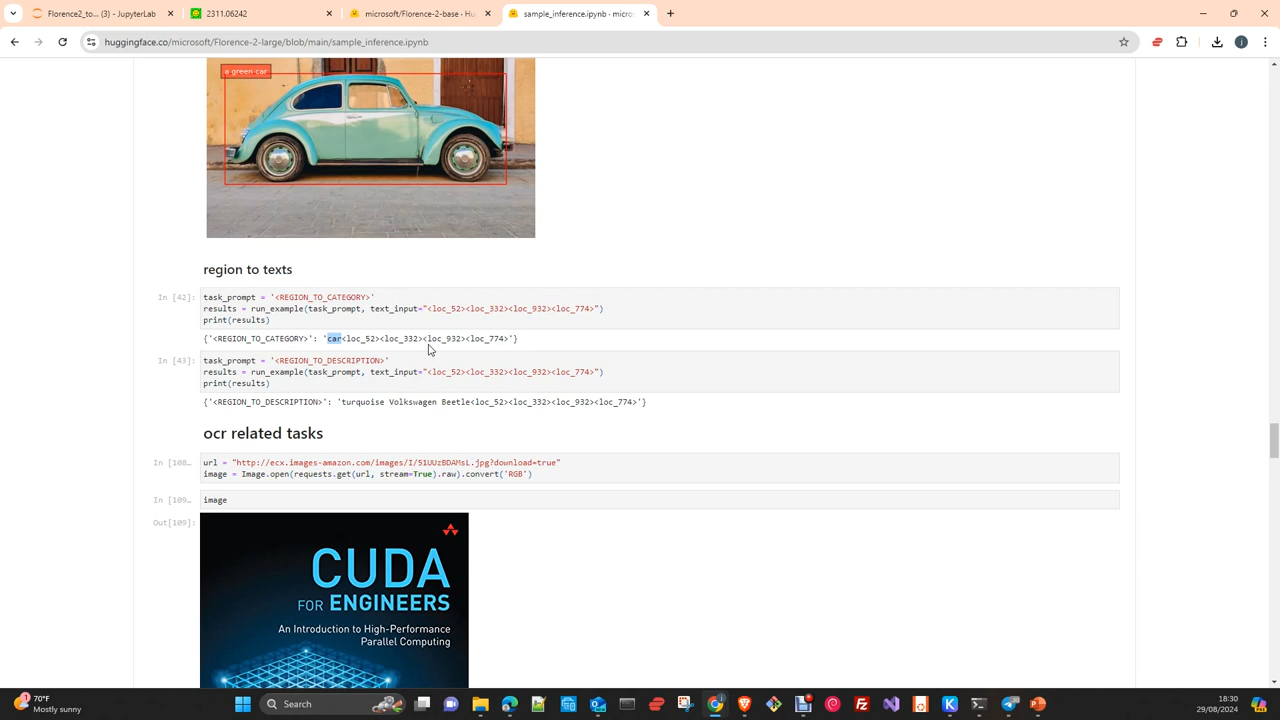 Florence2_to... (3) - JupyterLab
2311.06242
microsoft/Florence-2-base · Hu
sample_inference.ipynb · micros
huggingface.co/microsoft/Florence-2-large/blob/main/sample_inference.ipynb
a green car
region to texts
In [42]:
task_prompt = '<REGION_TO_CATEGORY>'
results = run_example(task_prompt, text_input="<loc_52><loc_332><loc_932><loc_774>")
print(results)
{'<REGION_TO_CATEGORY>': 'car<loc_52><loc_332><loc_932><loc_774>'}
In [43]:
task_prompt = '<REGION_TO_DESCRIPTION>'
results = run_example(task_prompt, text_input="<loc_52><loc_332><loc_932><loc_774>")
print(results)
{'<REGION_TO_DESCRIPTION>': 'turquoise Volkswagen Beetle<loc_52><loc_332><loc_932><loc_774>'}
ocr related tasks
In [108…
url = "http://ecx.images-amazon.com/images/I/51UUzBDAMsL.jpg?download=true"
image = Image.open(requests.get(url, stream=True).raw).convert('RGB')
In [109…
image
Out[109]:
CUDA
FOR ENGINEERS
An Introduction to High-Performance
Parallel Computing
70°F
Mostly sunny
Search
18:30
29/08/2024